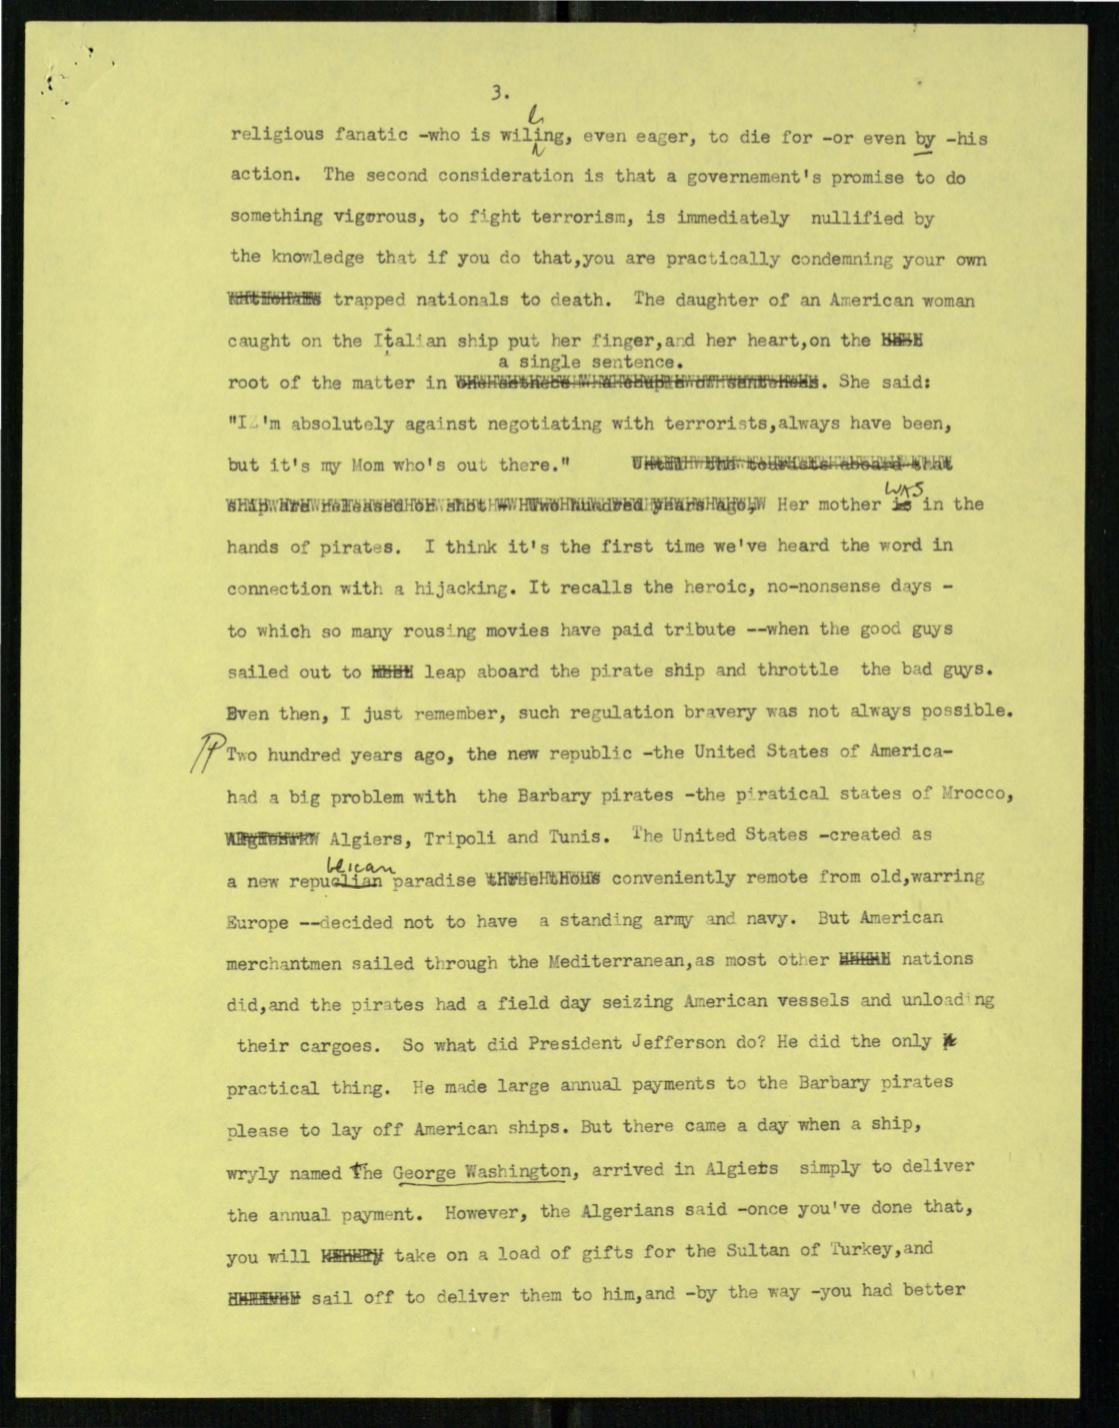 3.
religious fanatic -who is willing, even eager, to die for -or even by -his
action. The second consideration is that a governement's promise to do
something vigorous, to fight terrorism, is immediately nullified by
the knowledge that if you do that,you are practically condemning your own
trapped nationals to death. The daughter of an American woman
caught on the Italian ship put her finger,and her heart,on the
a single sentence.
root of the matter in . She said:
"I'm absolutely against negotiating with terrorists,always have been,
but it's my Mom who's out there." Until the tourists aboard that
ship are released or shot - Two hundred years ago, Her mother was in the
hands of pirates. I think it's the first time we've heard the word in
connection with a hijacking. It recalls the heroic, no-nonsense days -
to which so many rousing movies have paid tribute --when the good guys
sailed out to leap aboard the pirate ship and throttle the bad guys.
Even then, I just remember, such regulation bravery was not always possible.
Two hundred years ago, the new republic -the United States of America-
had a big problem with the Barbary pirates -the piratical states of Mrocco,
Algiers, Tripoli and Tunis. The United States -created as
a new republican paradise conveniently remote from old,warring
Europe --decided not to have a standing army and navy. But American
merchantmen sailed through the Mediterranean,as most other nations
did,and the pirates had a field day seizing American vessels and unloading
their cargoes. So what did President Jefferson do? He did the only
practical thing. He made large annual payments to the Barbary pirates
please to lay off American ships. But there came a day when a ship,
wryly named the George Washington, arrived in Algiers simply to deliver
the annual payment. However, the Algerians said -once you've done that,
you will take on a load of gifts for the Sultan of Turkey,and
sail off to deliver them to him,and -by the way -you had better